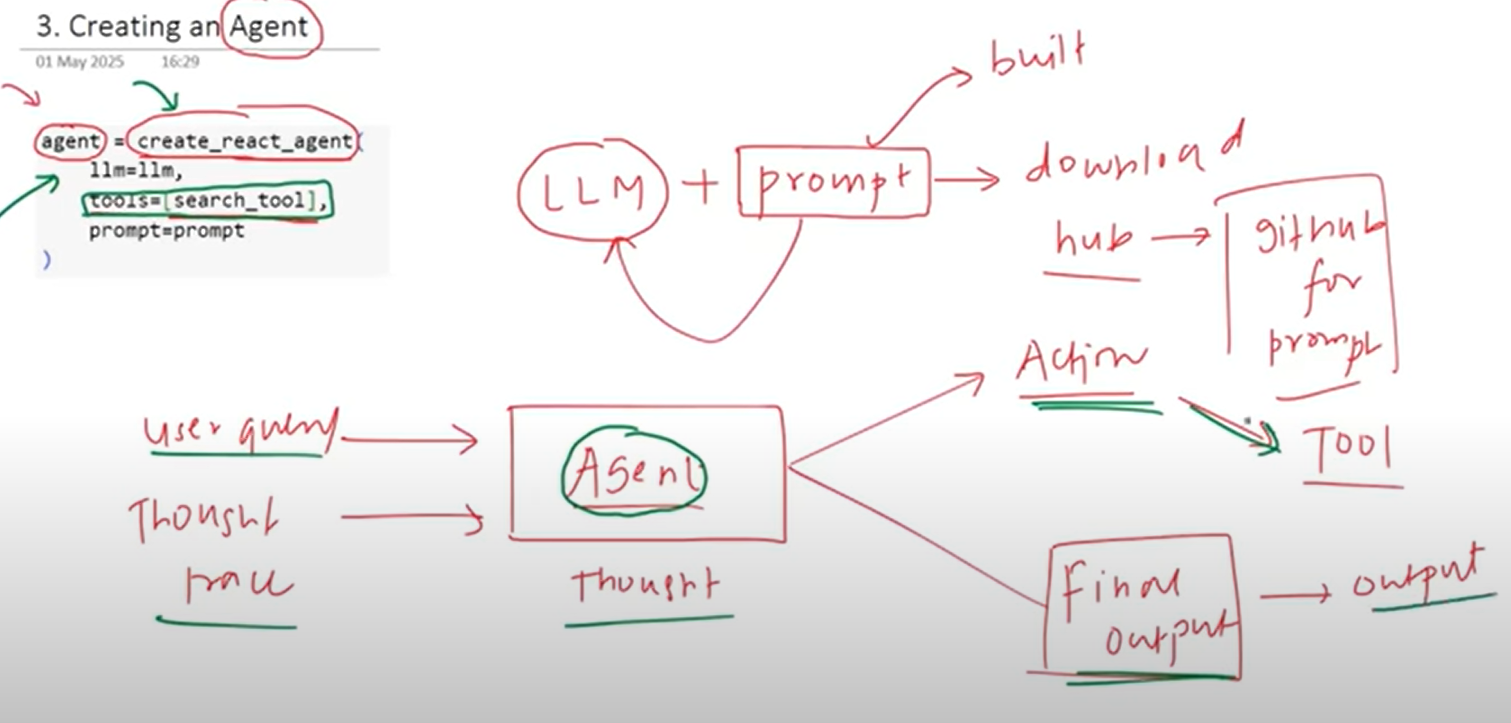 3. Creating an Agent
01 May 2025 16:29
agent = create_react_agent(
llm=llm,
tools=[search_tool],
prompt=prompt
)
built
LLM + prompt → download
hub → github
for
prompt
Action
Tool
user query
Agent
Thought
trace
Thought
Final
output
→ output